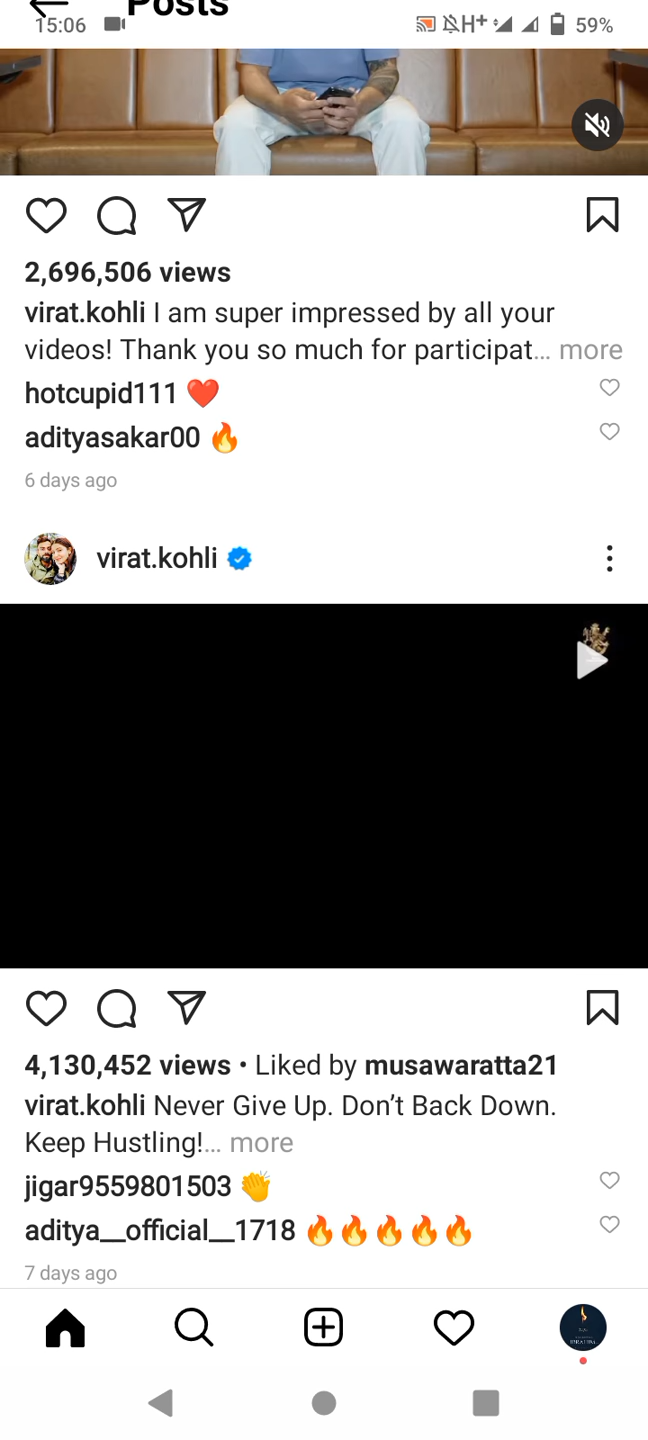 Posts
15:06 H+ 59%
2,696,506 views
virat.kohli I am super impressed by all your
videos! Thank you so much for participat... more
hotcupid111 ❤️
adityasakar00 🔥
6 days ago
virat.kohli
4,130,452 views • Liked by musawaratta21
virat.kohli Never Give Up. Don’t Back Down.
Keep Hustling!... more
jigar9559801503 👏
aditya__official__1718 🔥🔥🔥🔥🔥
7 days ago